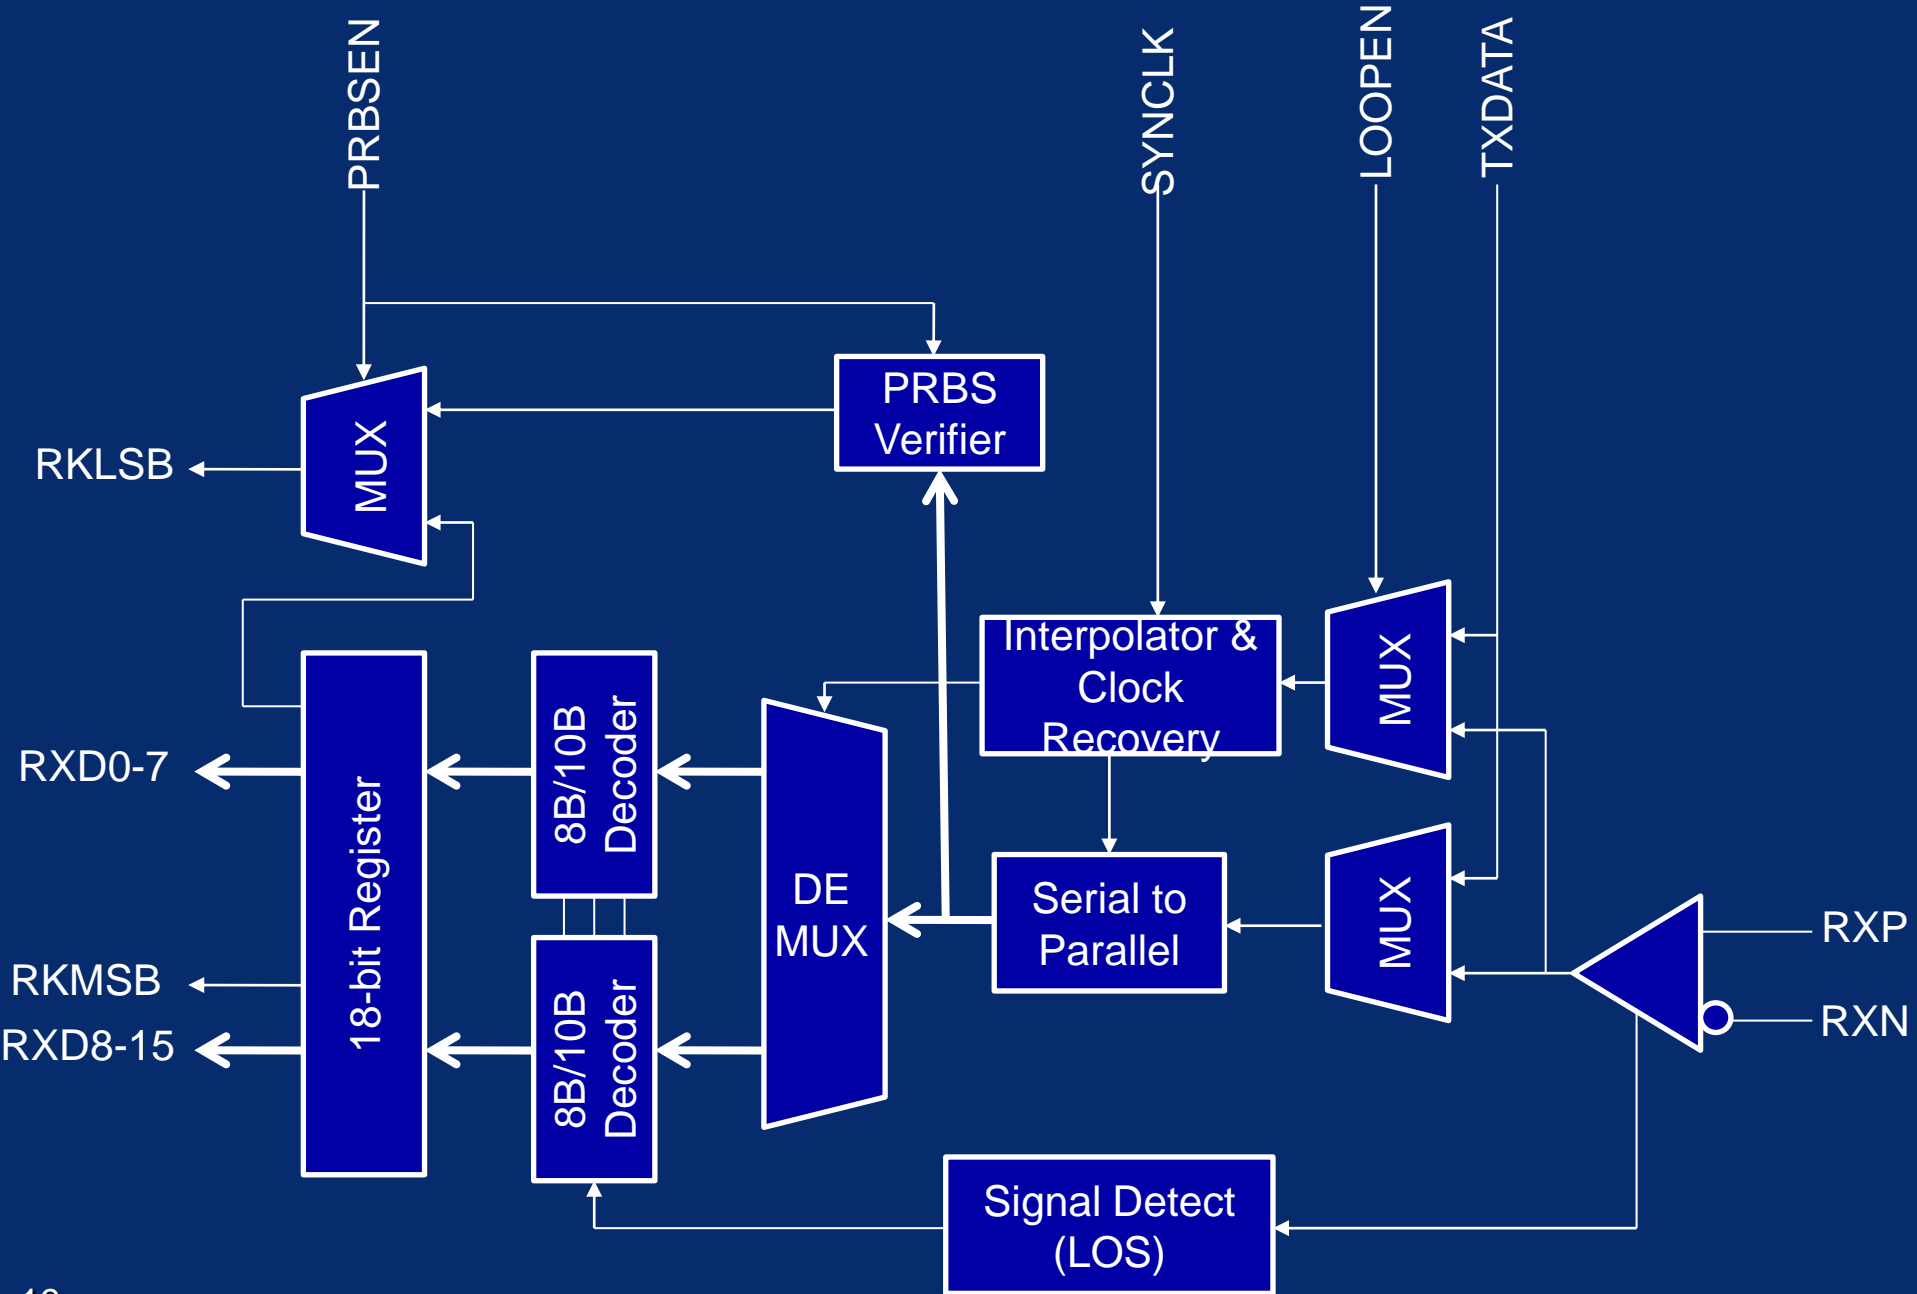 PRBSEN
SYNCLK
LOOPEN
TXDATA
PRBS
Verifier
MUX
RKLSB
Interpolator &
Clock
Recovery
MUX
8B/10B
Decoder
RXD0-7
18-bit Register
DE
MUX
Serial to
Parallel
MUX
RXP
RKMSB
RXN
RXD8-15
8B/10B
Decoder
Signal Detect
(LOS)